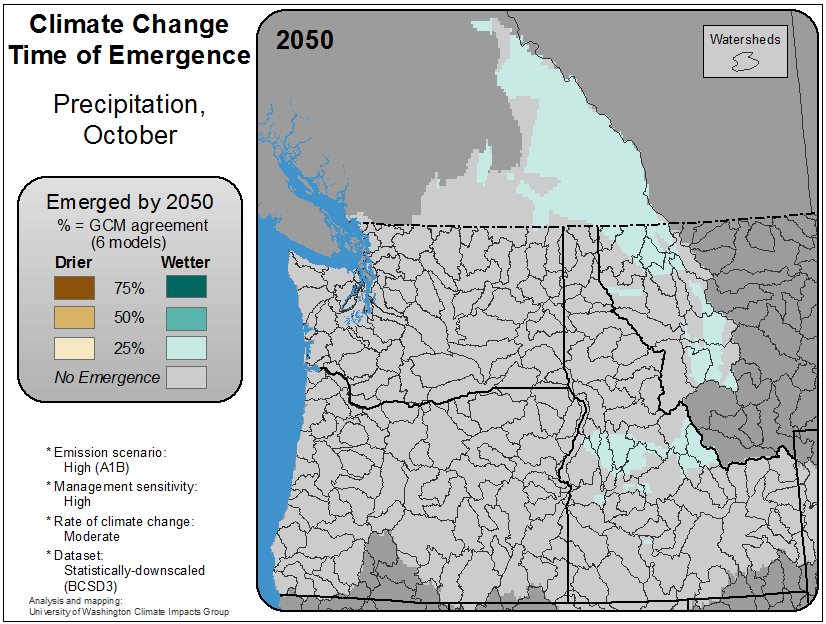 Climate Change
Time of Emergence
Precipitation,
October
Emerged by 2050
% = GCM agreement
(6 models)
Drier Wetter
75%
50%
25%
No Emergence
* Emission scenario:
High (A1B)
* Management sensitivity:
High
* Rate of climate change:
Moderate
* Dataset:
Statistically-downscaled
(BCSD3)
Analysis and mapping:
University of Washington Climate Impacts Group
2050
Watersheds